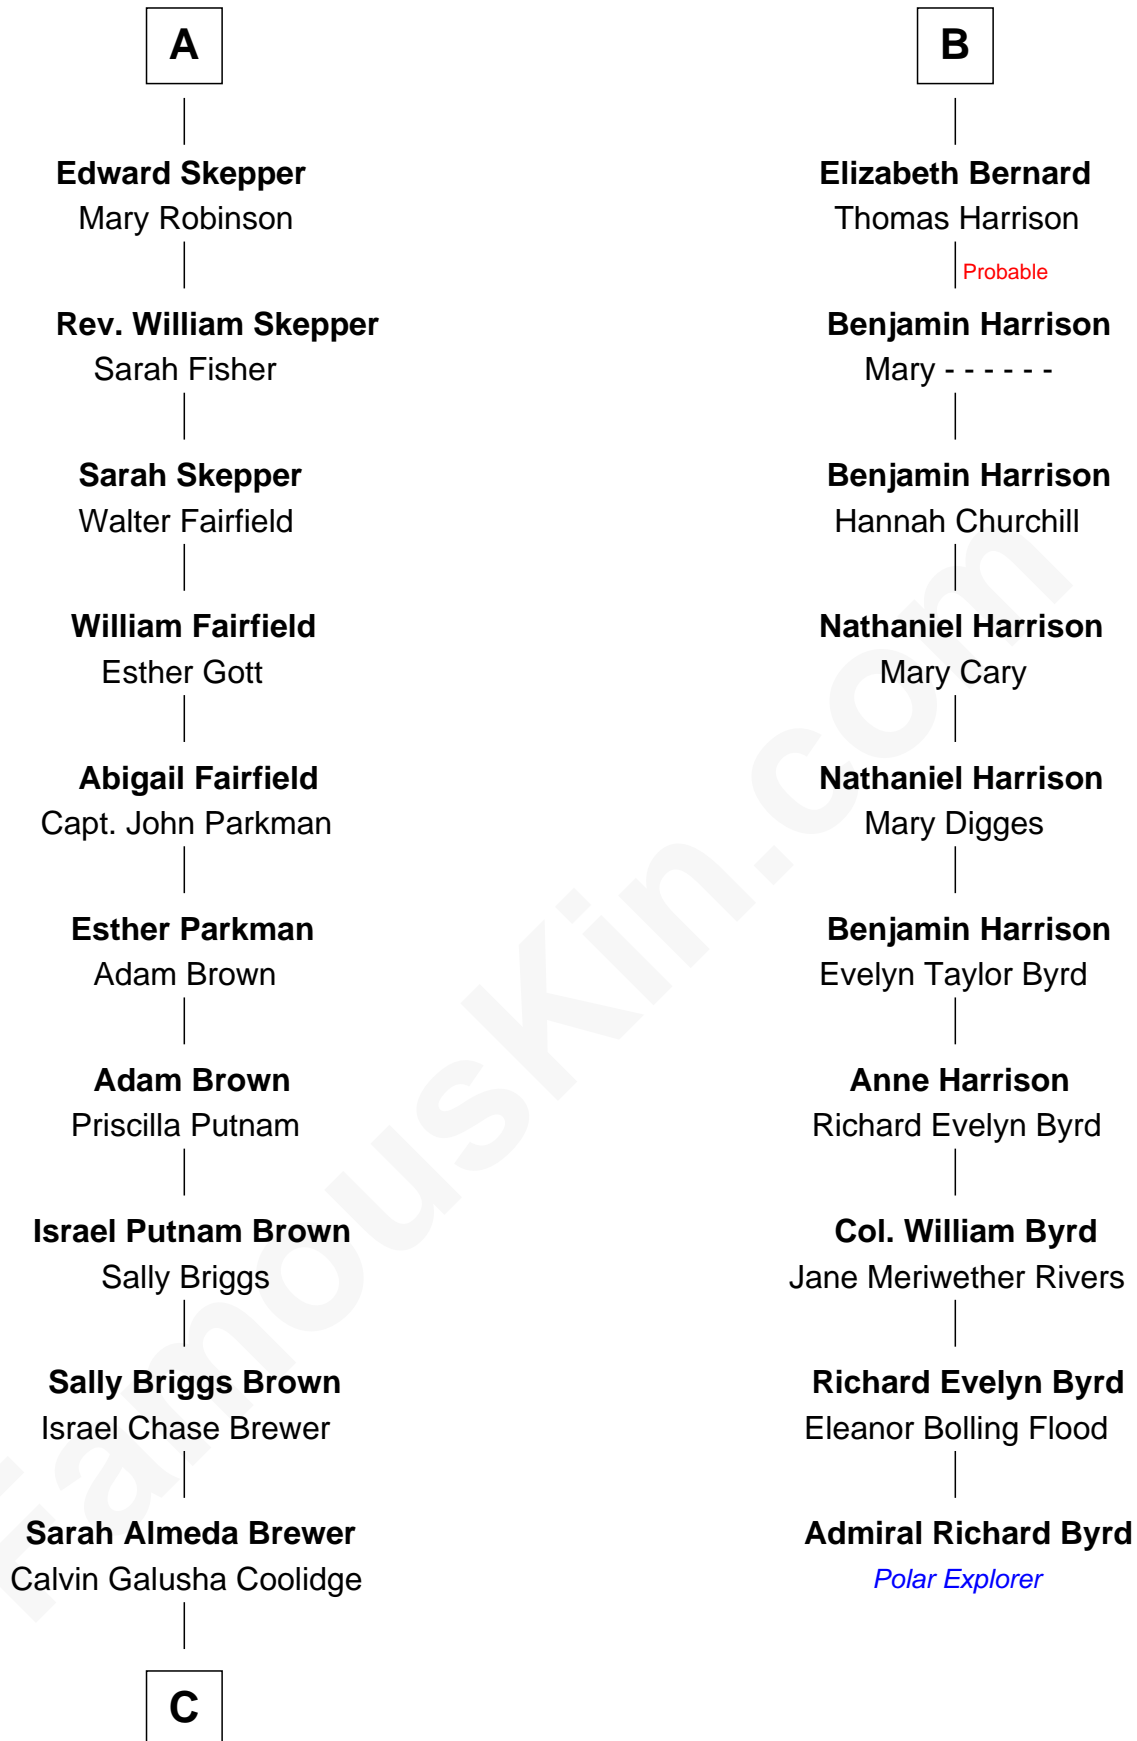 A
Edward Skepper
Mary Robinson
Rev. William Skepper
Sarah Fisher
Sarah Skepper
Walter Fairfield
William Fairfield
Esther Gott
Abigail Fairfield
Capt. John Parkman
Esther Parkman
Adam Brown
Adam Brown
Priscilla Putnam
Israel Putnam Brown
Sally Briggs
Sally Briggs Brown
Israel Chase Brewer
Sarah Almeda Brewer
Calvin Galusha Coolidge
C
B
Elizabeth Bernard
Thomas Harrison
Probable
Benjamin Harrison
Mary - - - - - -
Benjamin Harrison
Hannah Churchill
Nathaniel Harrison
Mary Cary
Nathaniel Harrison
Mary Digges
Benjamin Harrison
Evelyn Taylor Byrd
Anne Harrison
Richard Evelyn Byrd
Col. William Byrd
Jane Meriwether Rivers
Richard Evelyn Byrd
Eleanor Bolling Flood
Admiral Richard Byrd
Polar Explorer
FamousKin.com